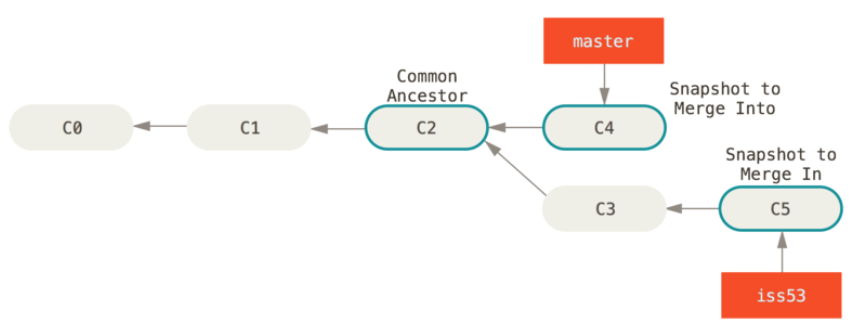 master
Common
Ancestor
Snapshot to
Merge Into
C0
C1
C2
C4
Snapshot to
Merge In
C3
C5
iss53